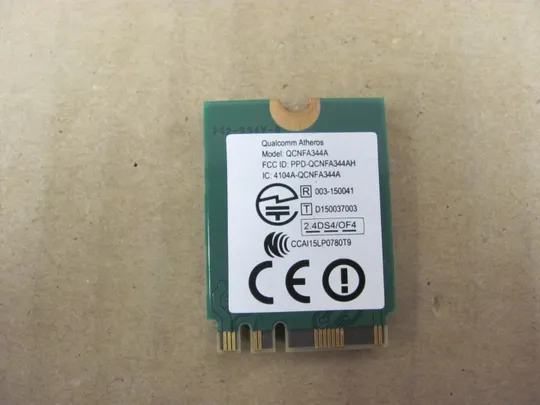 Qualcomm Atheros
Model: QCNFA344A
FCC ID: PPD-QCNFA344AH
IC: 4104A-QCNFA344A
R 003-150041
T D150037003
2.4DS4/OF4
CCAI15LP0780T9
CE